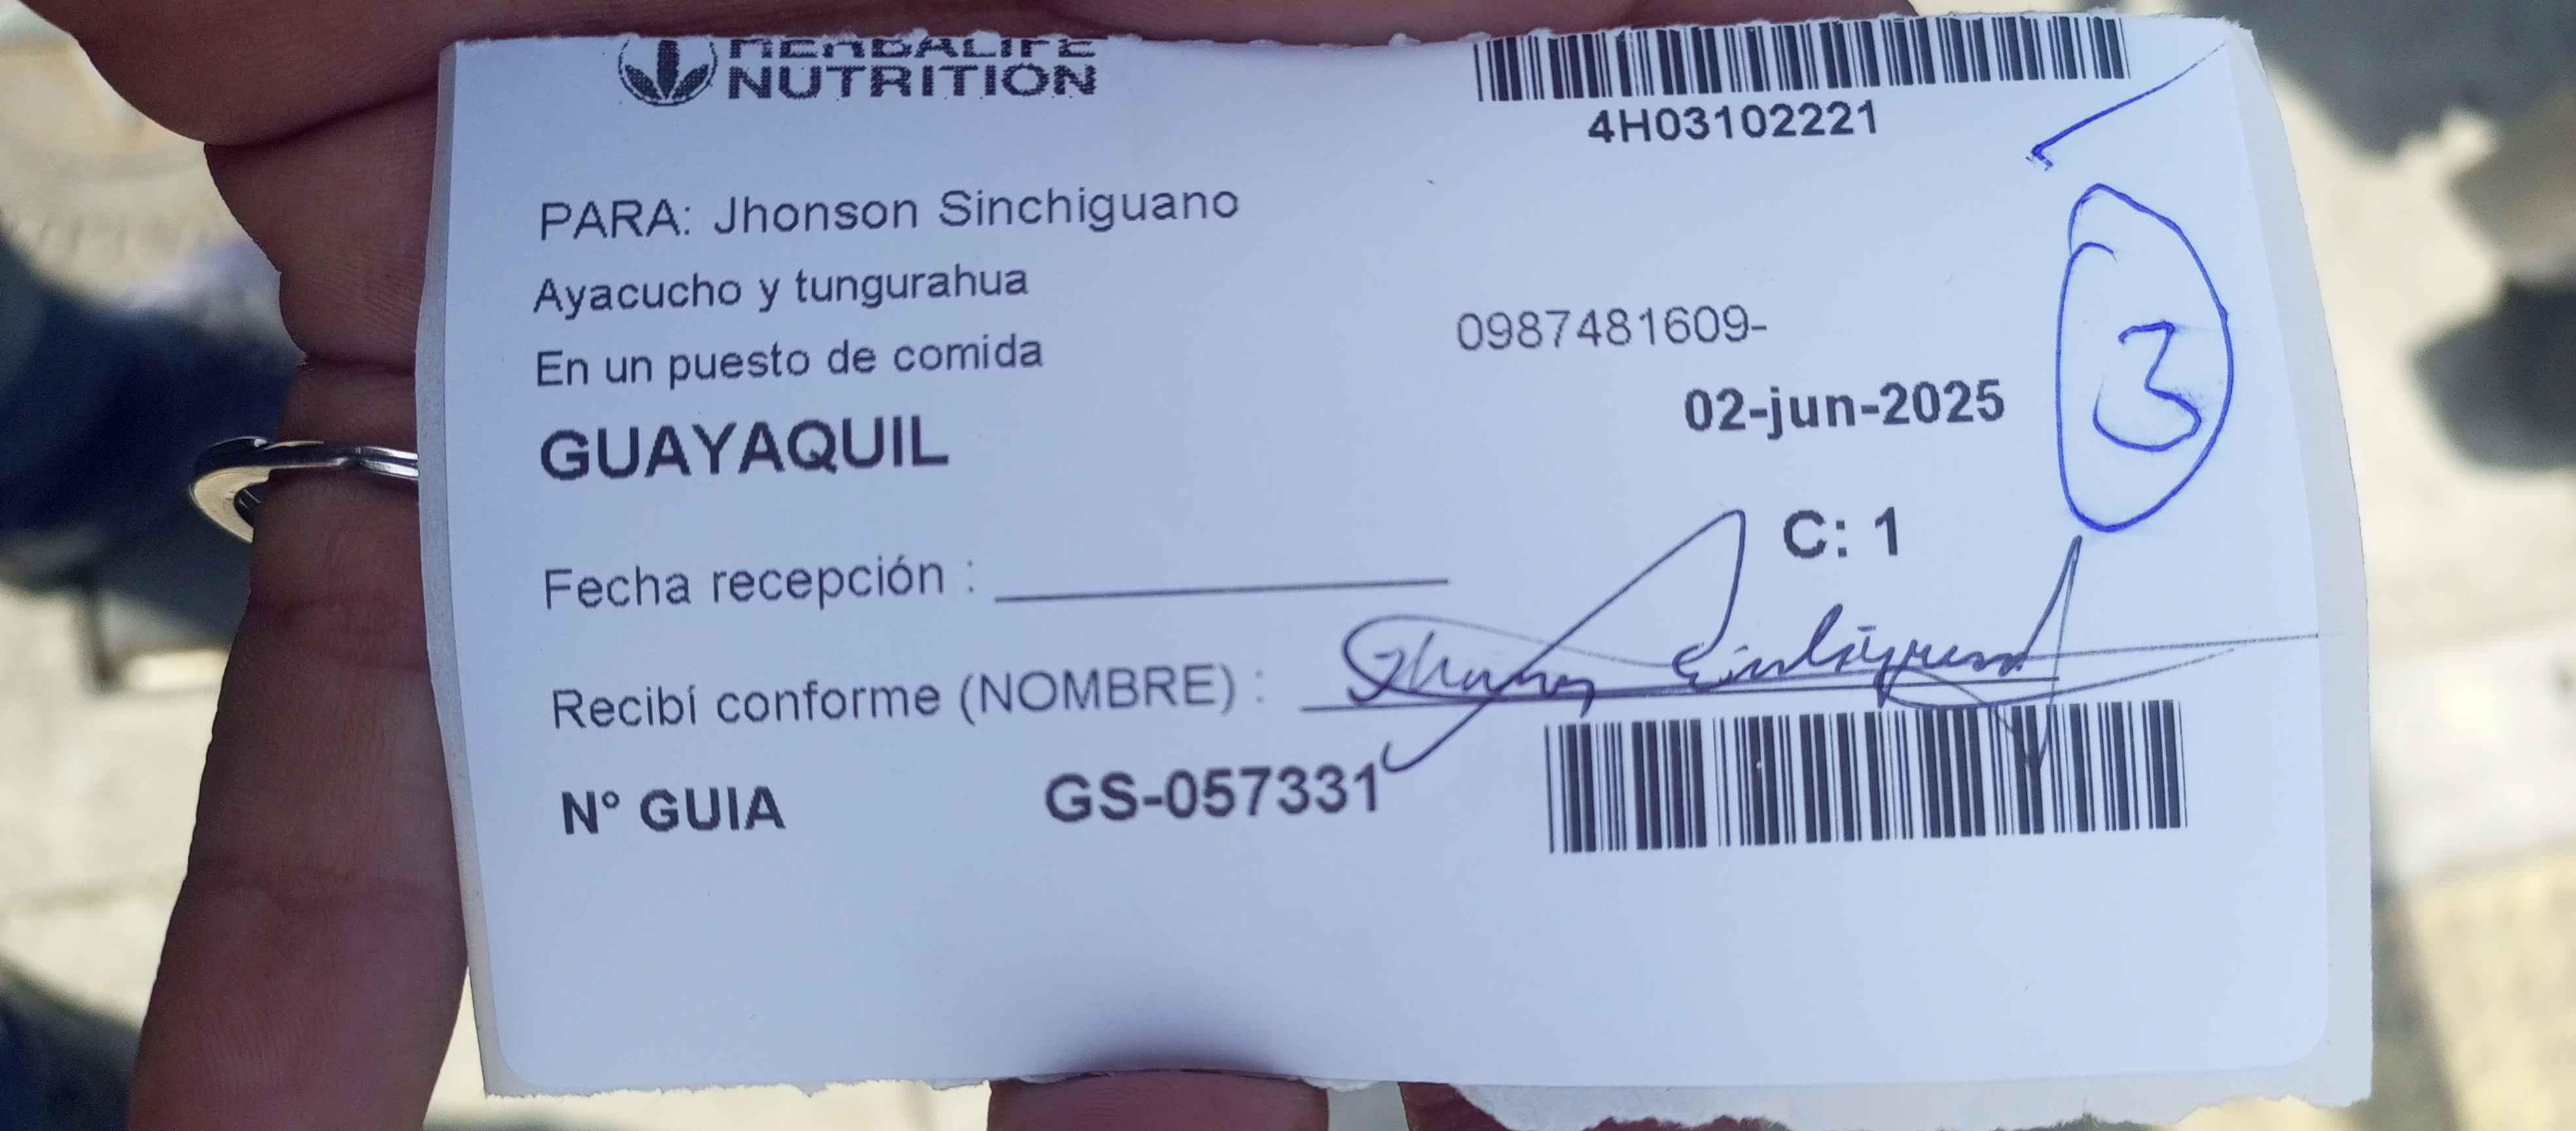 HERBALIFE
NUTRITION
4H03102221
PARA: Jhonson Sinchiguano
Ayacucho y tungurahua
En un puesto de comida
0987481609-
GUAYAQUIL
02-jun-2025
3
C: 1
Fecha recepción :
Recibí conforme (NOMBRE) :
N° GUIA GS-057331